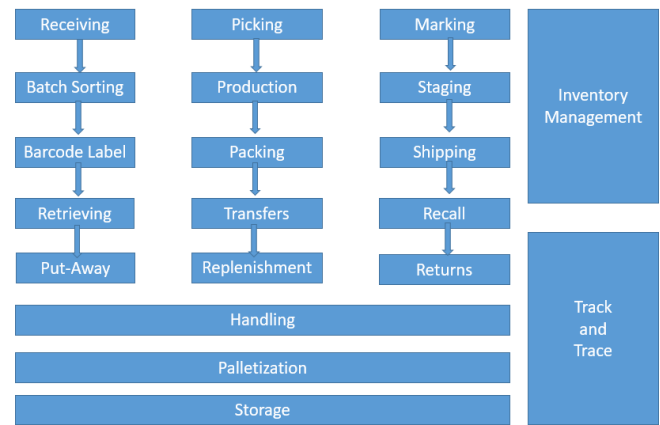 Receiving
Batch Sorting
Barcode Label
Retrieving
Put-Away
Picking
Production
Packing
Transfers
Replenishment
Marking
Staging
Shipping
Recall
Returns
Handling
Palletization
Storage
Inventory
Management
Track
and
Trace